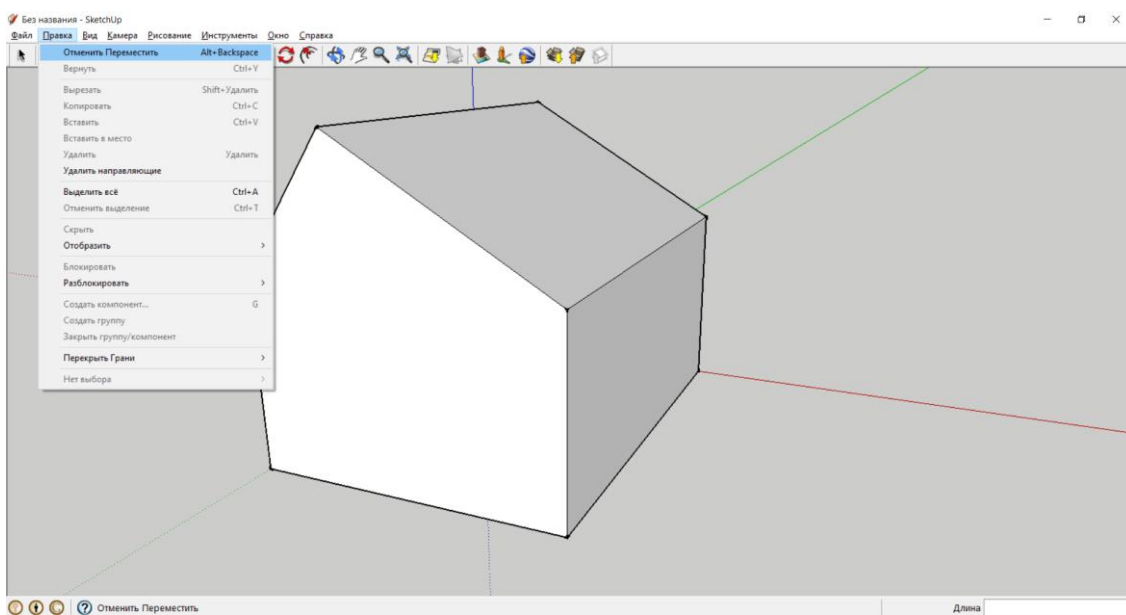 Без названия - SketchUp
Файл Правка Вид Камера Рисование Инструменты Окно Справка
Отменить Переместить Alt+Backspace
Вернуть Ctrl+Y
Вырезать Shift+Удалить
Копировать Ctrl+C
Вставить Ctrl+V
Вставить в место
Удалить Удалить
Удалить направляющие
Выделить всё Ctrl+A
Отменить выделение Ctrl+T
Скрыть
Отобразить
Блокировать
Разблокировать
Создать компонент... G
Создать группу
Закрыть группу/компонент
Перекрыть Грани
Нет выбора
Отменить Переместить Длина